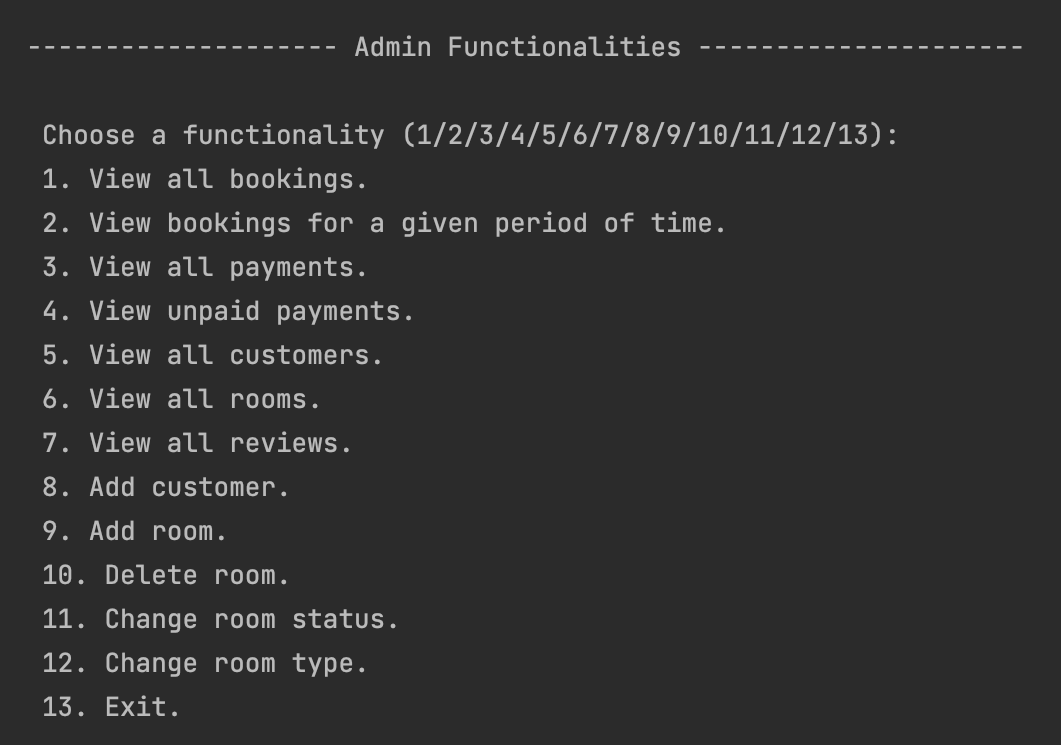 -------------------- Admin Functionalities ---------------------
Choose a functionality (1/2/3/4/5/6/7/8/9/10/11/12/13):
1. View all bookings.
2. View bookings for a given period of time.
3. View all payments.
4. View unpaid payments.
5. View all customers.
6. View all rooms.
7. View all reviews.
8. Add customer.
9. Add room.
10. Delete room.
11. Change room status.
12. Change room type.
13. Exit.